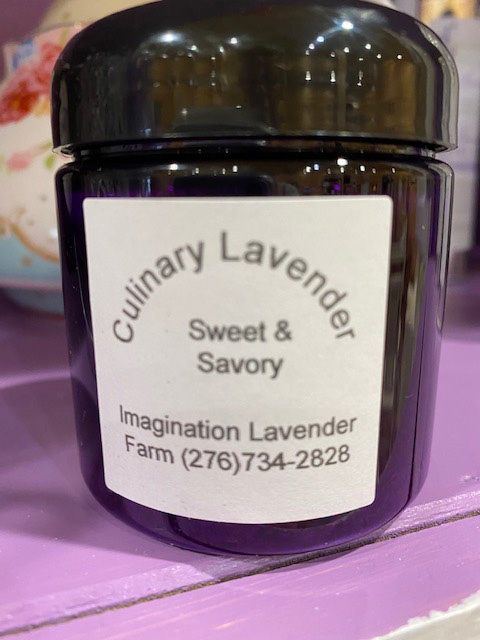 Culinary Lavender
Sweet &
Savory
Imagination Lavender
Farm (276)734-2828